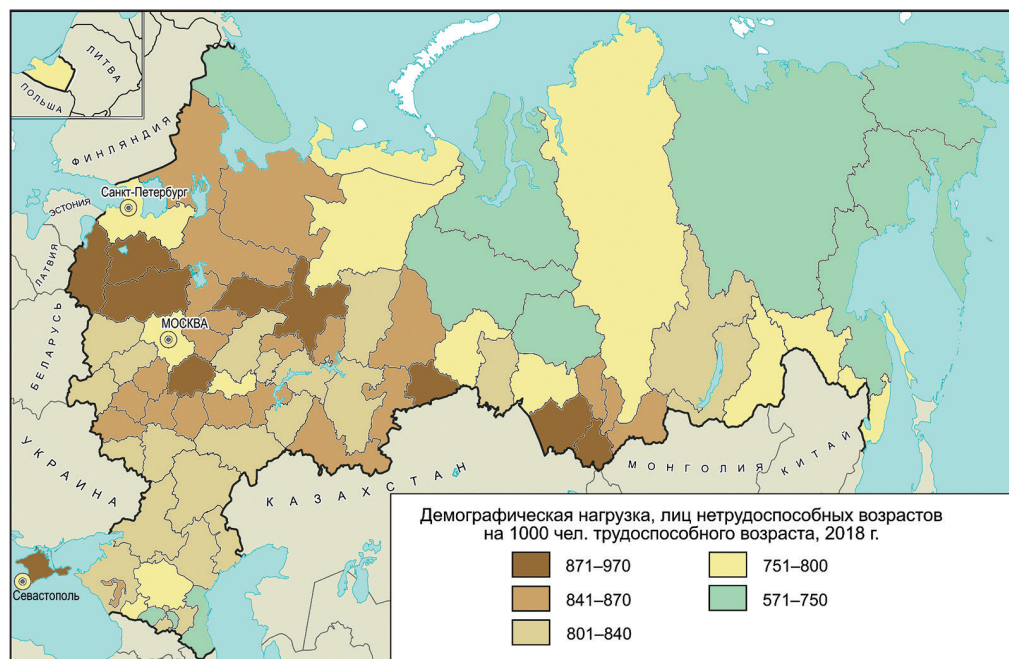 ЛИТВА
ПОЛЬША
ФИНЛЯНДИЯ
Санкт-Петербург
ЭСТОНИЯ
ЛАТВИЯ
БЕЛАРУСЬ
МОСКВА
УКРАИНА
КАЗАХСТАН
МОНГОЛИЯ
КИТАЙ
Севастополь
Демографическая нагрузка, лиц нетрудоспособных возрастов
на 1000 чел. трудоспособного возраста, 2018 г.
871–970
841–870
801–840
751–800
571–750